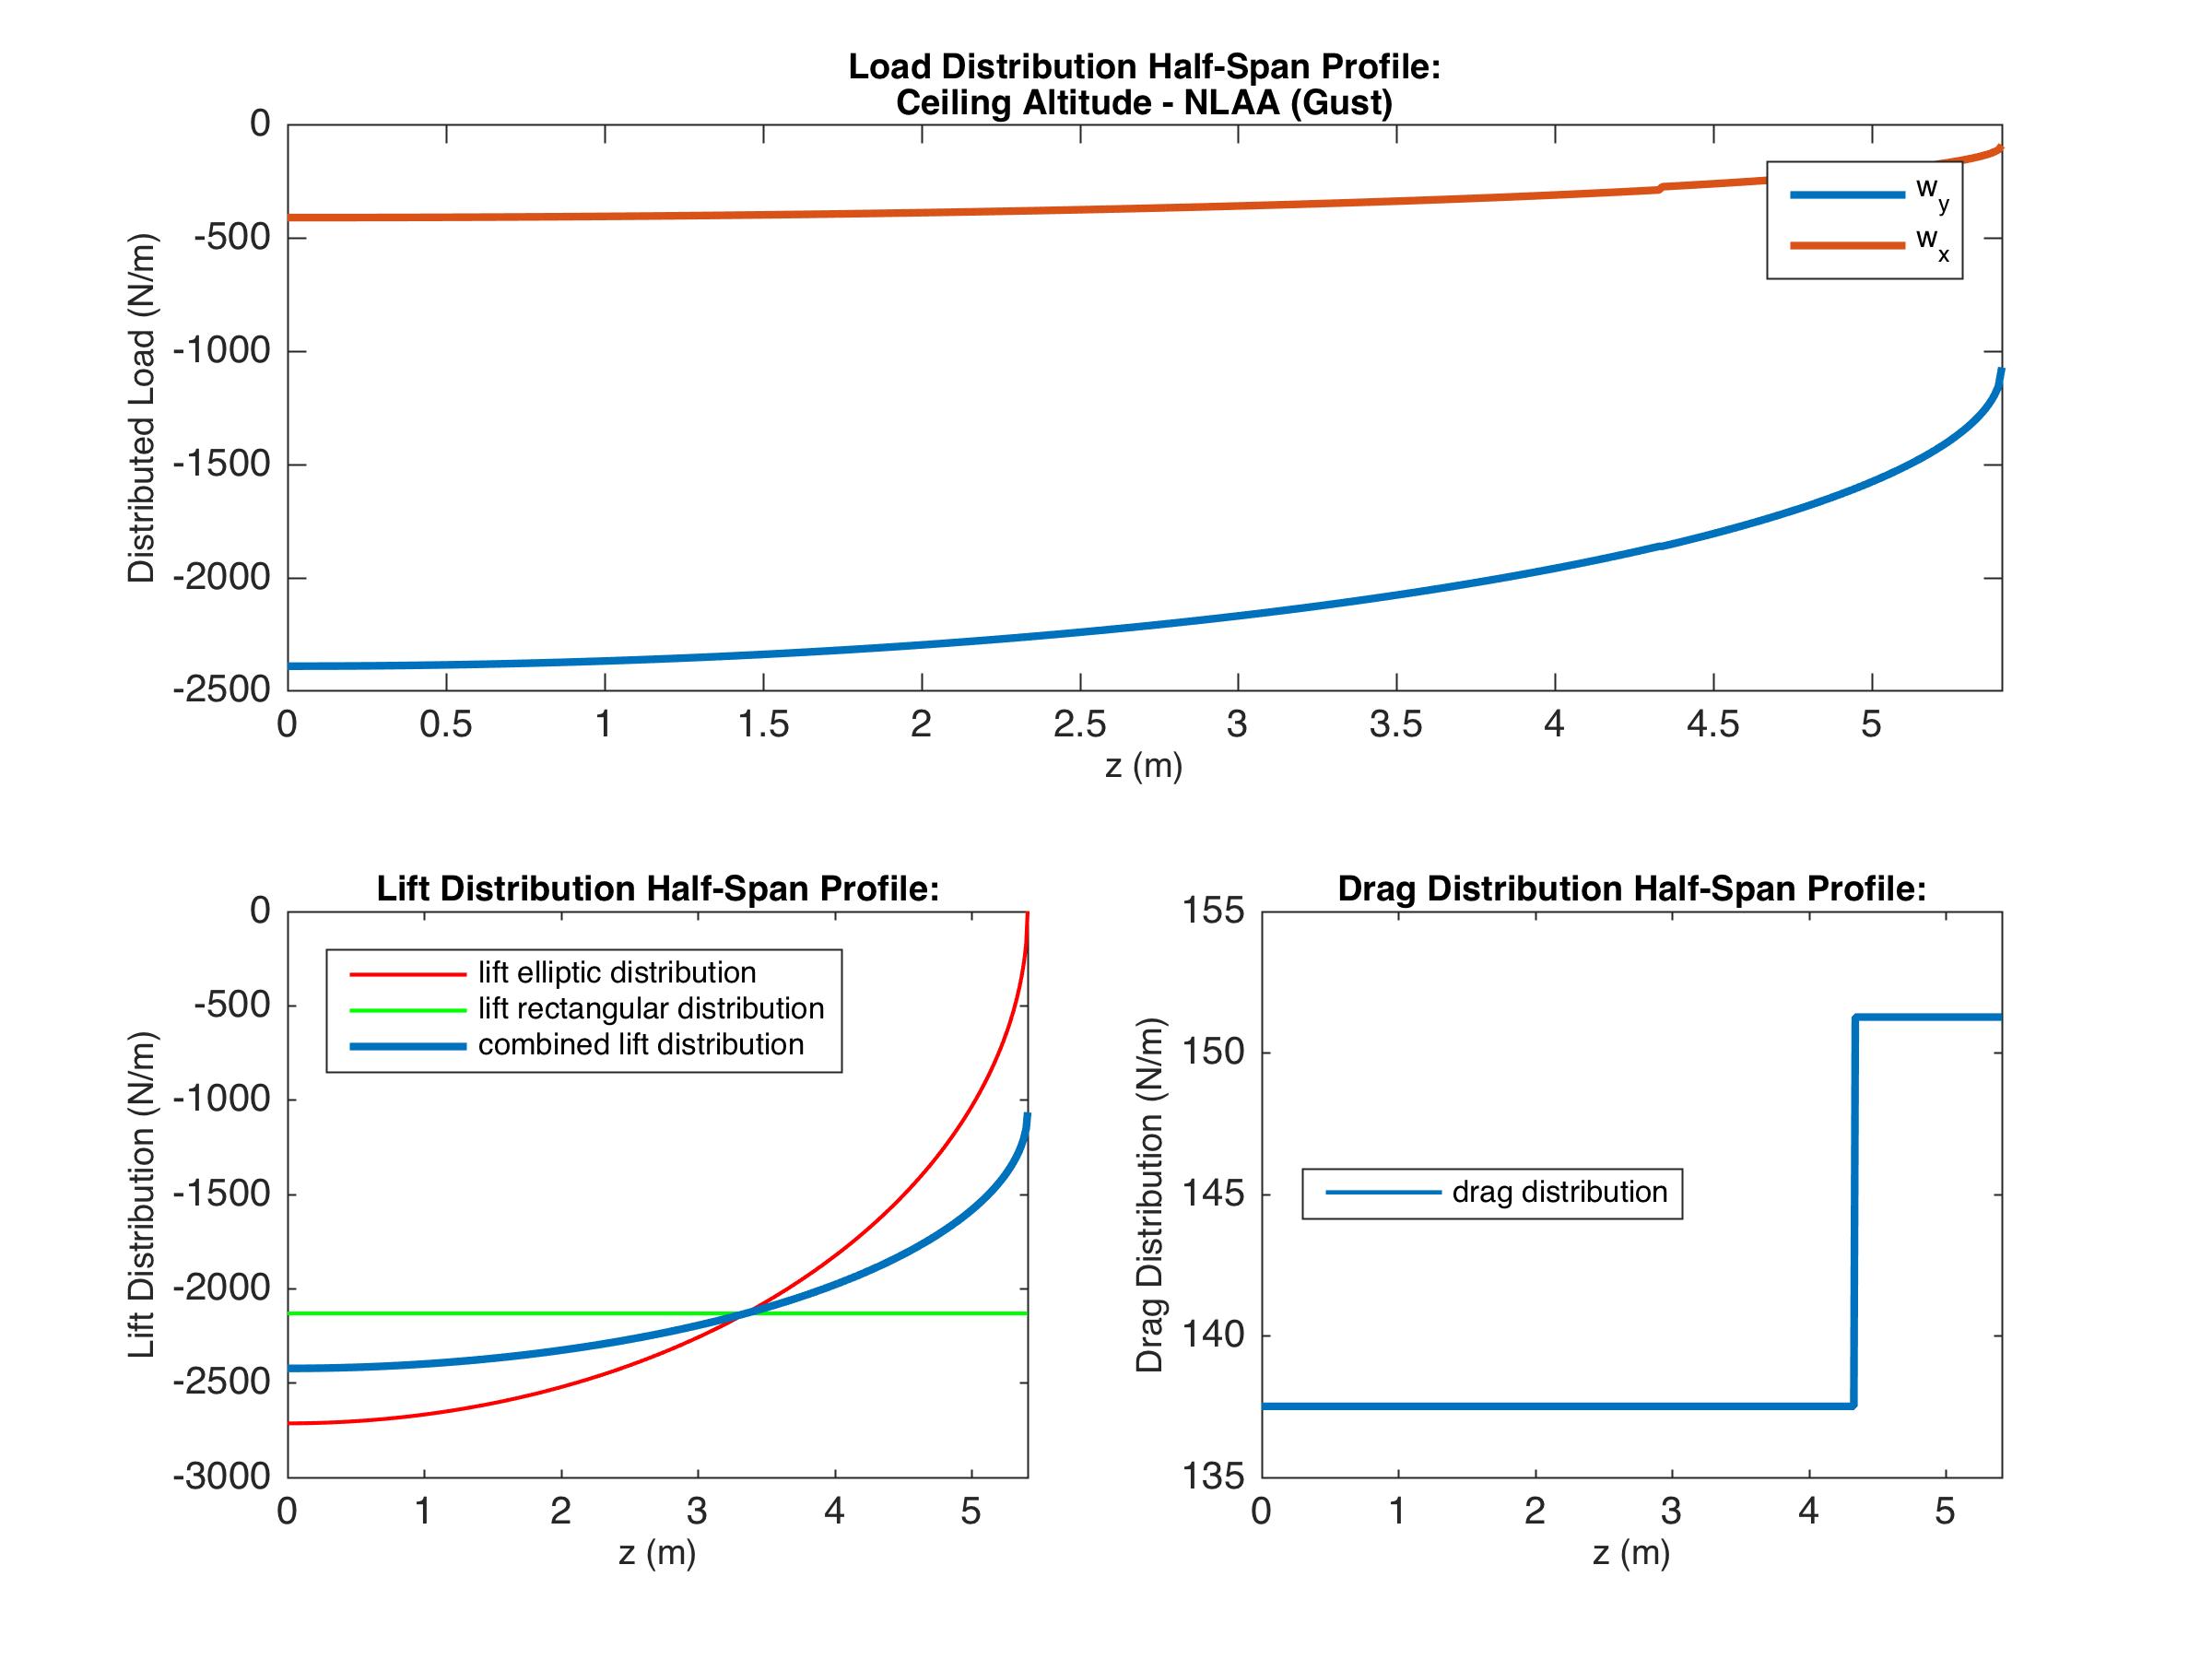 Load Distribution Half-Span Profile:
Ceiling Altitude - NLAA (Gust)
Distributed Load (N/m)
0
-500
-1000
-1500
-2000
-2500
w_y
w_x
0 0.5 1 1.5 2 2.5 3 3.5 4 4.5 5
z (m)
Lift Distribution Half-Span Profile:
Lift Distribution (N/m)
0
-500
-1000
-1500
-2000
-2500
-3000
lift elliptic distribution
lift rectangular distribution
combined lift distribution
0 1 2 3 4 5
z (m)
Drag Distribution Half-Span Profile:
Drag Distribution (N/m)
155
150
145
140
135
drag distribution
0 1 2 3 4 5
z (m)